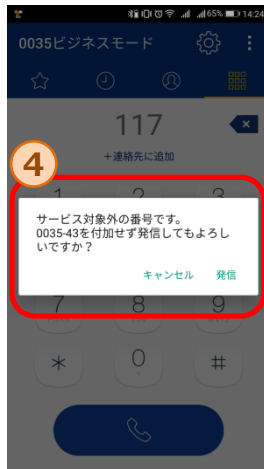 65% 14:24
0035ビジネスモード
117
+連絡先に追加
4
1 2 3
サービス対象外の番号です。
0035-43を付加せず発信してもよろし
いですか？
キャンセル 発信
7 8 9
* 0 #